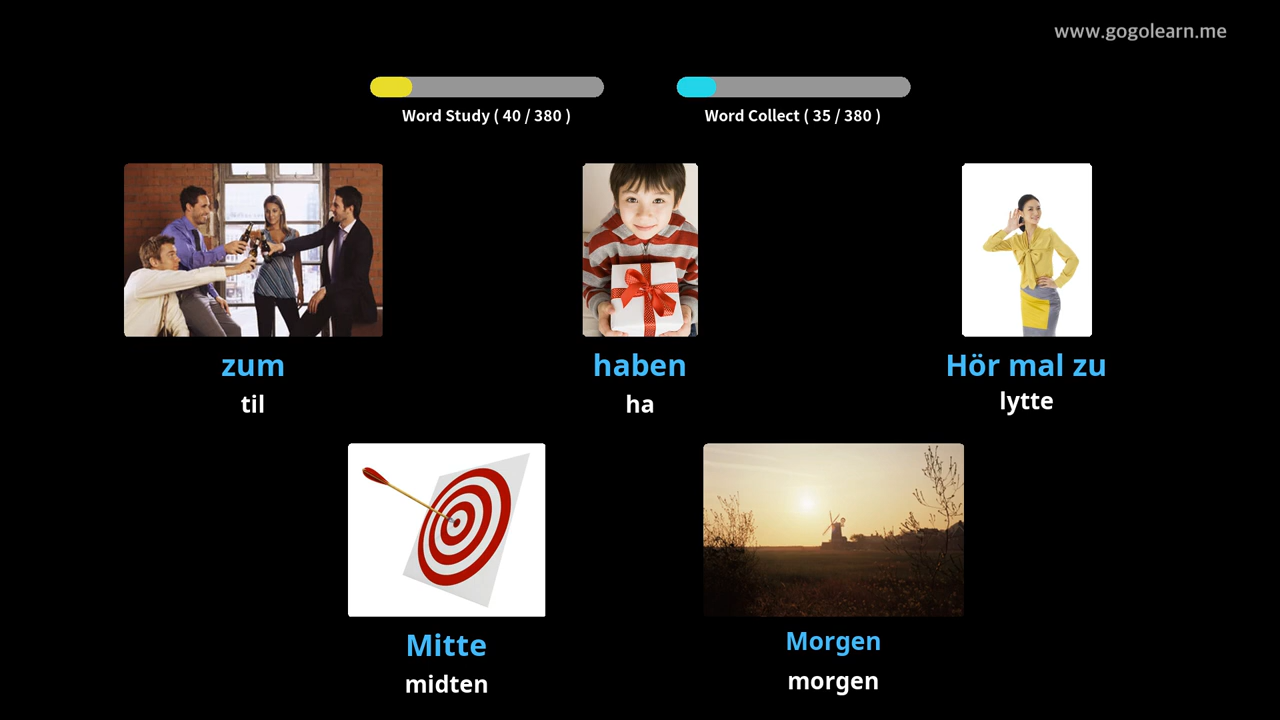 www.gogolearn.me
Word Study ( 40 / 380 )
Word Collect ( 35 / 380 )
zum
til
haben
ha
Hör mal zu
lytte
Mitte
midten
Morgen
morgen